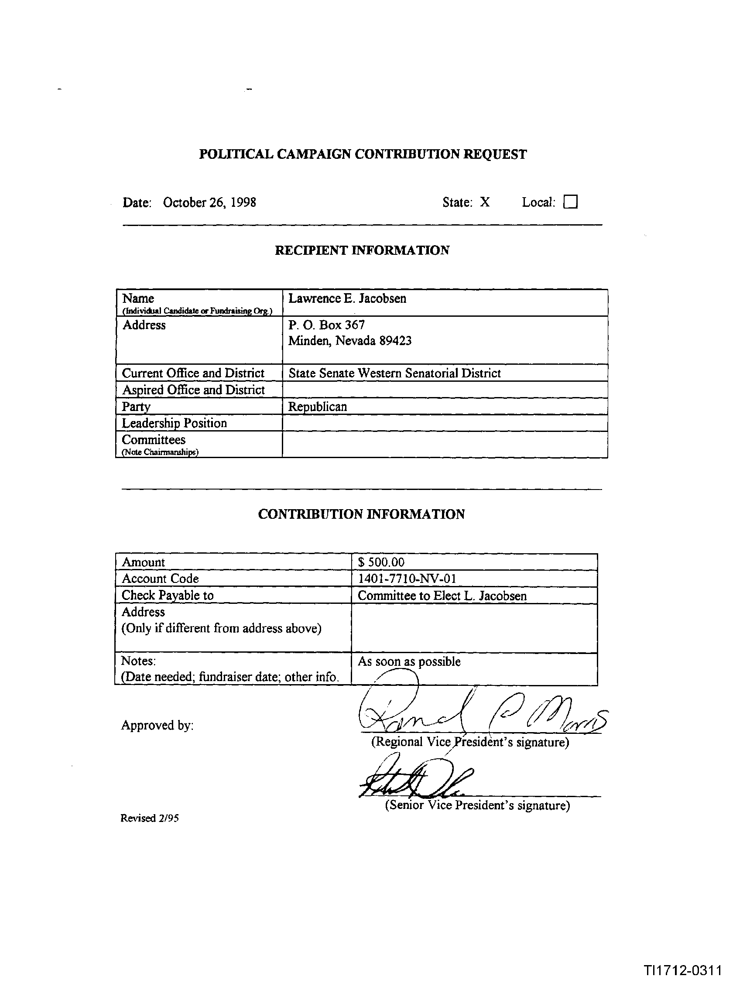 POLITICAL CAMPAIGN CONTRIBUTION REQUEST
Date: October 26, 1998 State: X Local:
RECIPIENT INFORMATION
Name Lawrence E. Jacobsen
(Individual Candidate or Fundraising Org.)
Address P. O. Box 367
Minden, Nevada 89423
Current Office and District State Senate Western Senatorial District
Aspired Office and District
Party Republican
Leadership Position
Committees
(Note Chairmanships)
CONTRIBUTION INFORMATION
Amount $ 500.00
Account Code 1401-7710-NV-01
Check Payable to Committee to Elect L. Jacobsen
Address
(Only if different from address above)
Notes: As soon as possible
(Date needed; fundraiser date; other info.
Approved by:
(Regional Vice President's signature)
(Senior Vice President's signature)
Revised 2/95
TI1712-0311